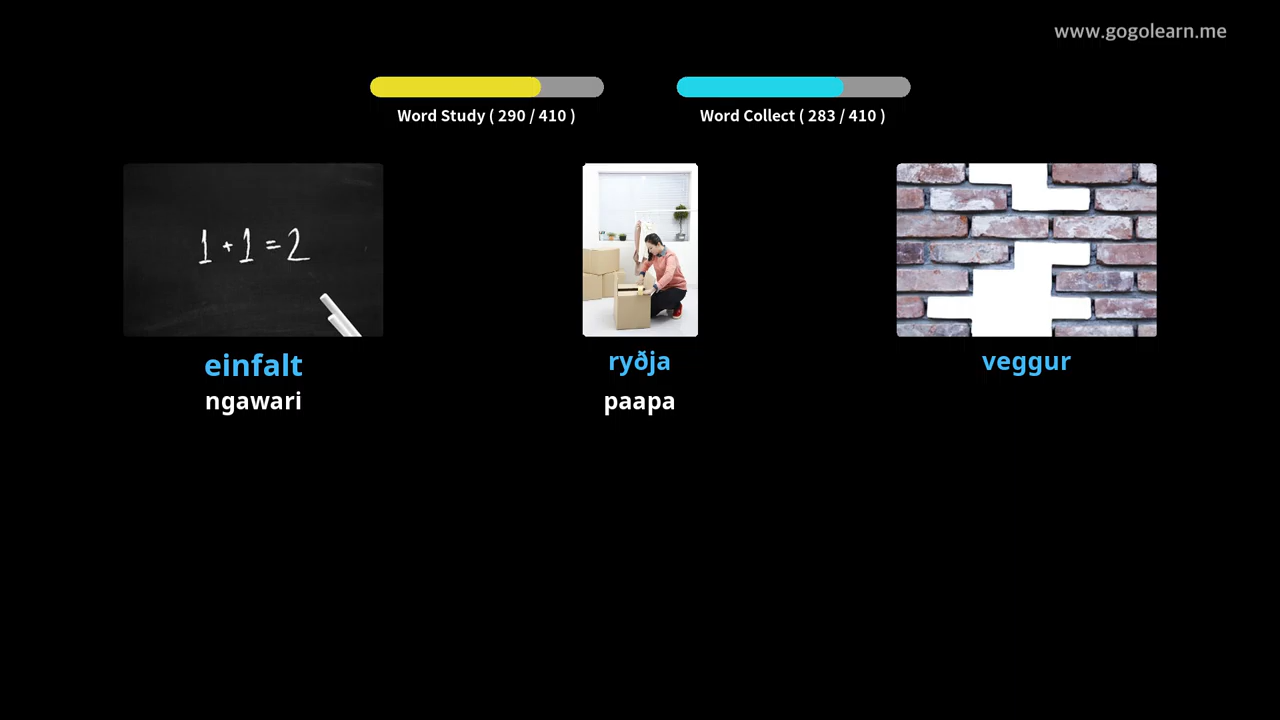 www.gogolearn.me
Word Study ( 290 / 410 )
Word Collect ( 283 / 410 )
1 + 1 = 2
einfalt
ngawari
ryðja
paapa
veggur